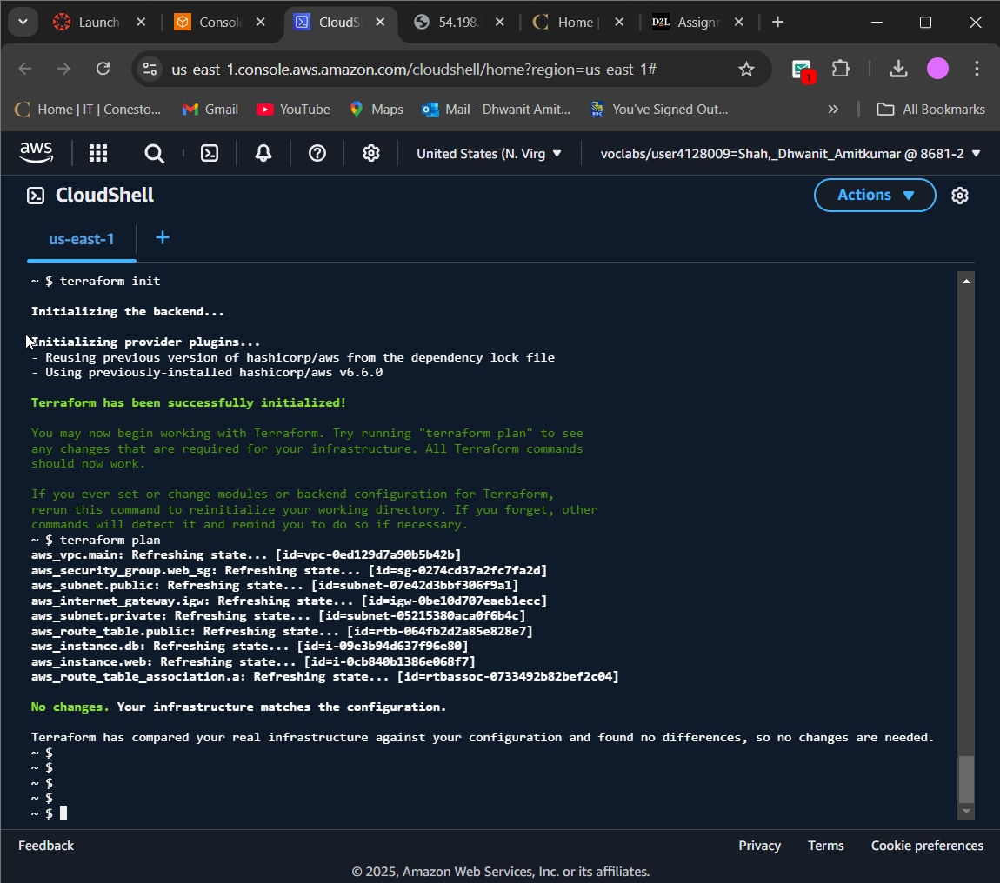 Launch
Consol
CloudS
54.198.
Home |
D2L Assignm
us-east-1.console.aws.amazon.com/cloudshell/home?region=us-east-1#
1
Home | IT | Conesto...
Gmail
YouTube
Maps
Mail - Dhwanit Amit...
RBC You've Signed Out...
»
All Bookmarks
aws
United States (N. Virg
voclabs/user4128009=Shah,_Dhwanit_Amitkumar @ 8681-2
CloudShell
Actions
us-east-1
+
~ $ terraform init
Initializing the backend...
Initializing provider plugins...
- Reusing previous version of hashicorp/aws from the dependency lock file
- Using previously-installed hashicorp/aws v6.6.0
Terraform has been successfully initialized!
You may now begin working with Terraform. Try running "terraform plan" to see
any changes that are required for your infrastructure. All Terraform commands
should now work.
If you ever set or change modules or backend configuration for Terraform,
rerun this command to reinitialize your working directory. If you forget, other
commands will detect it and remind you to do so if necessary.
~ $ terraform plan
aws_vpc.main: Refreshing state... [id=vpc-0ed129d7a90b5b42b]
aws_security_group.web_sg: Refreshing state... [id=sg-0274cd37a2fc7fa2d]
aws_subnet.public: Refreshing state... [id=subnet-07e42d3bbf306f9a1]
aws_internet_gateway.igw: Refreshing state... [id=igw-0be10d707eaeb1ecc]
aws_subnet.private: Refreshing state... [id=subnet-05215380aca0f6b4c]
aws_route_table.public: Refreshing state... [id=rtb-064fb2d2a85e828e7]
aws_instance.db: Refreshing state... [id=i-09e3b94d637f96e80]
aws_instance.web: Refreshing state... [id=i-0cb840b1386e068f7]
aws_route_table_association.a: Refreshing state... [id=rtbassoc-0733492b82bef2c04]
No changes. Your infrastructure matches the configuration.
Terraform has compared your real infrastructure against your configuration and found no differences, so no changes are needed.
~ $
~ $
~ $
~ $
~ $
Feedback
Privacy
Terms
Cookie preferences
© 2025, Amazon Web Services, Inc. or its affiliates.